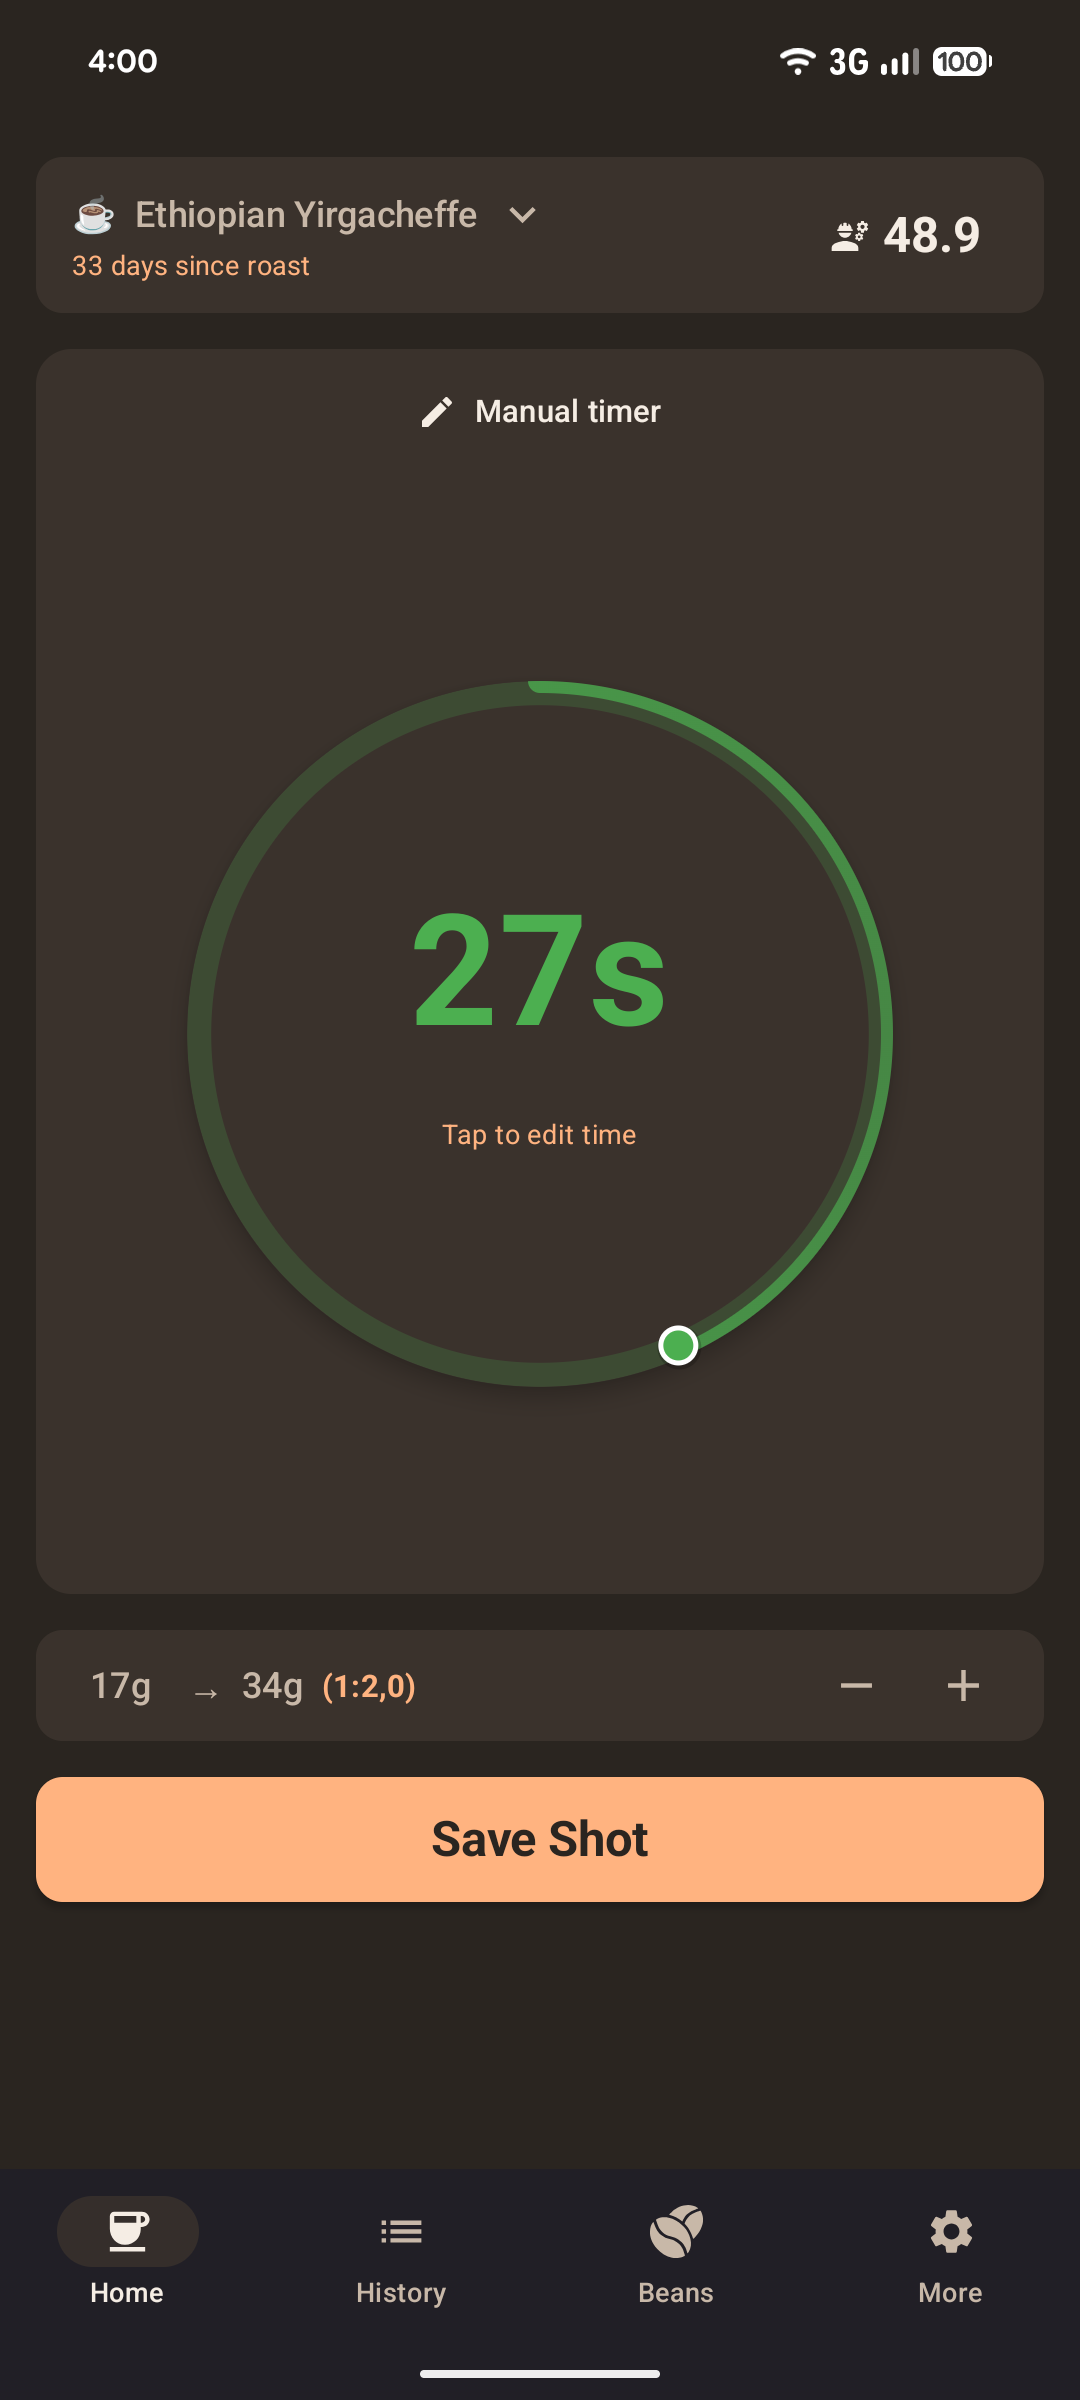 4:00
3G
100
Ethiopian Yirgacheffe
33 days since roast
48.9
Manual timer
27s
Tap to edit time
17g → 34g (1:2,0)
Save Shot
Home
History
Beans
More